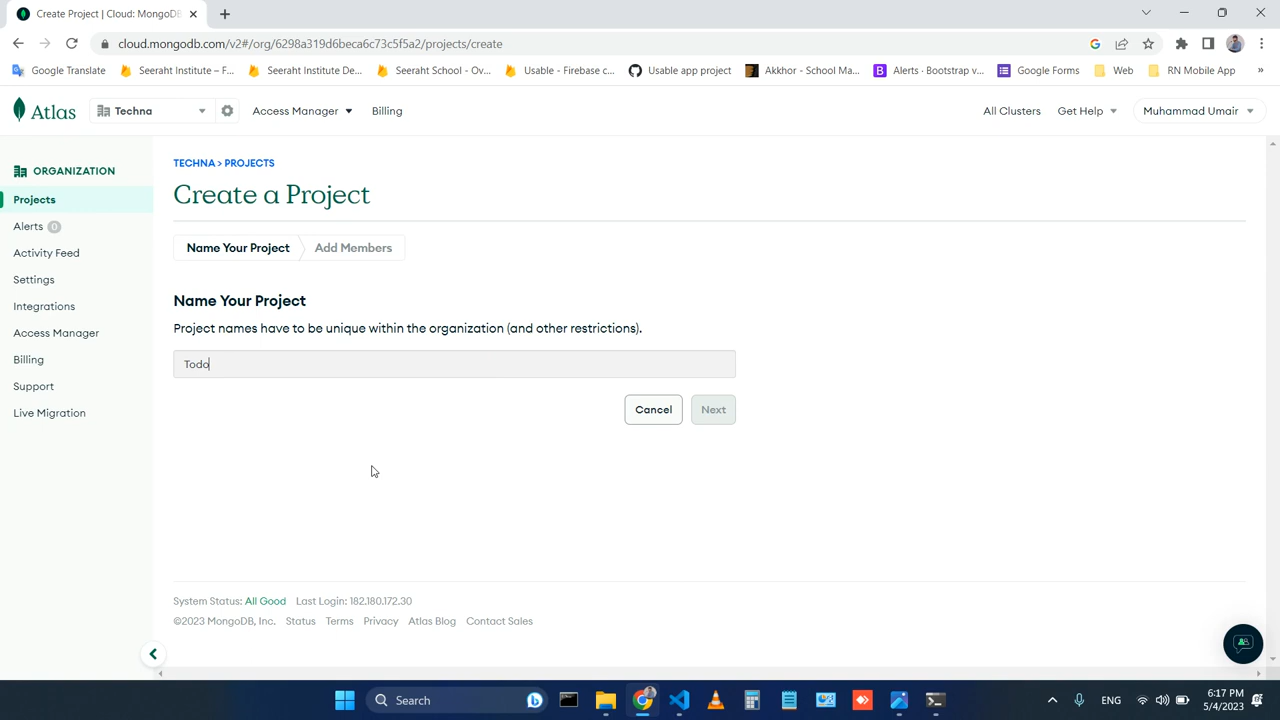 Create Project | Cloud: MongoDB
cloud.mongodb.com/v2#/org/6298a319d6beca6c73c5f5a2/projects/create
Google Translate
Seeraht Institute – F...
Seeraht Institute De...
Seeraht School - Ov...
Usable - Firebase c...
Usable app project
Akkhor - School Ma...
Alerts · Bootstrap v...
Google Forms
Web
RN Mobile App
»
Atlas
Techna
Access Manager
Billing
All Clusters
Get Help
Muhammad Umair
ORGANIZATION
Projects
Alerts 0
Activity Feed
Settings
Integrations
Access Manager
Billing
Support
Live Migration
TECHNA > PROJECTS
Create a Project
Name Your Project
Add Members
Name Your Project
Project names have to be unique within the organization (and other restrictions).
Todo
Cancel
Next
System Status: All Good Last Login: 182.180.172.30
©2023 MongoDB, Inc. Status Terms Privacy Atlas Blog Contact Sales
Search
ENG
6:17 PM
5/4/2023